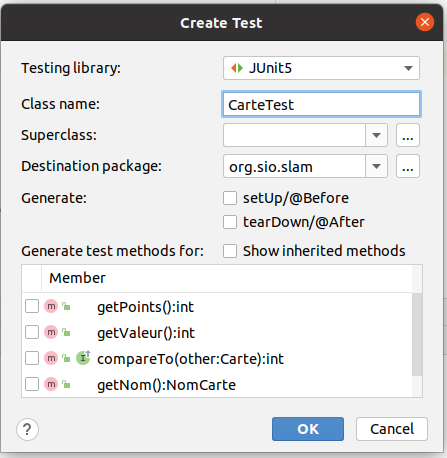 Create Test
Testing library: JUnit5
Class name: CarteTest
Superclass: ...
Destination package: org.sio.slam ...
Generate: setUp/@Before
tearDown/@After
Generate test methods for: Show inherited methods
Member
m getPoints():int
m getValeur():int
m I compareTo(other:Carte):int
m getNom():NomCarte
? OK Cancel